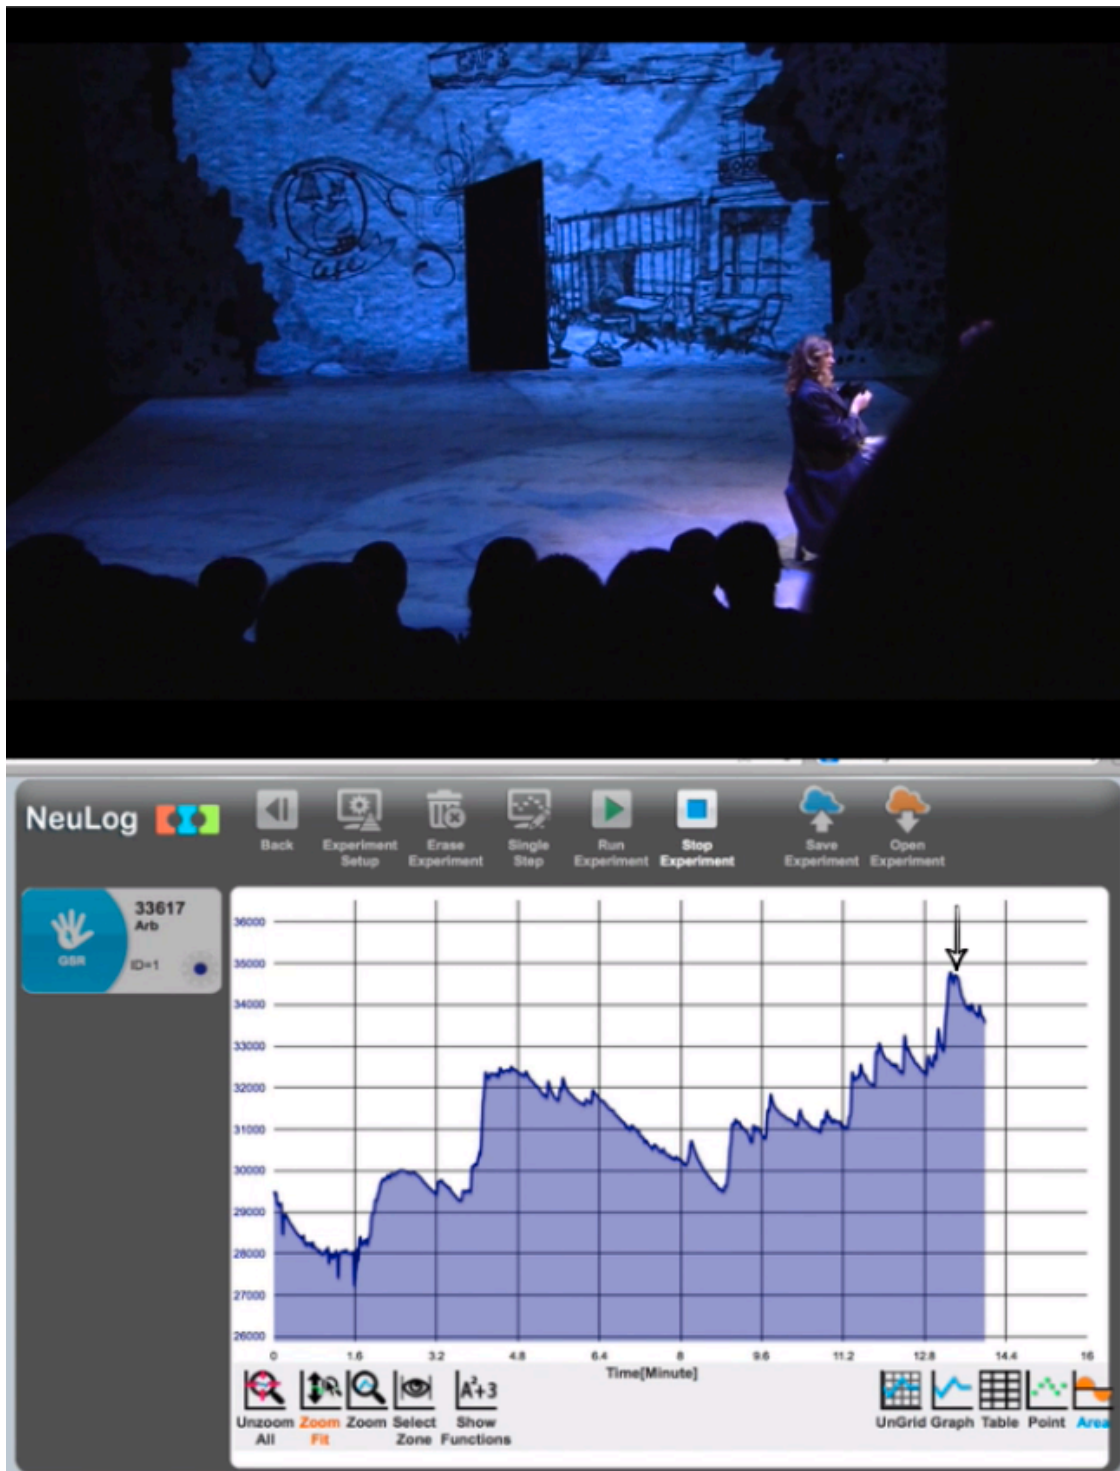 CAFE
Café
NeuLog
Back
Experiment Setup
Erase Experiment
Single Step
Run Experiment
Stop Experiment
Save Experiment
Open Experiment
GSR
33617
Arb
ID=1
36000
35000
34000
33000
32000
31000
30000
29000
28000
27000
26000
0 1.6 3.2 4.8 6.4 8 9.6 11.2 12.8 14.4 16
Time[Minute]
Unzoom All
Zoom Fit
Zoom
Select Zone
A²+3
Show Functions
UnGrid
Graph
Table
Point
Area